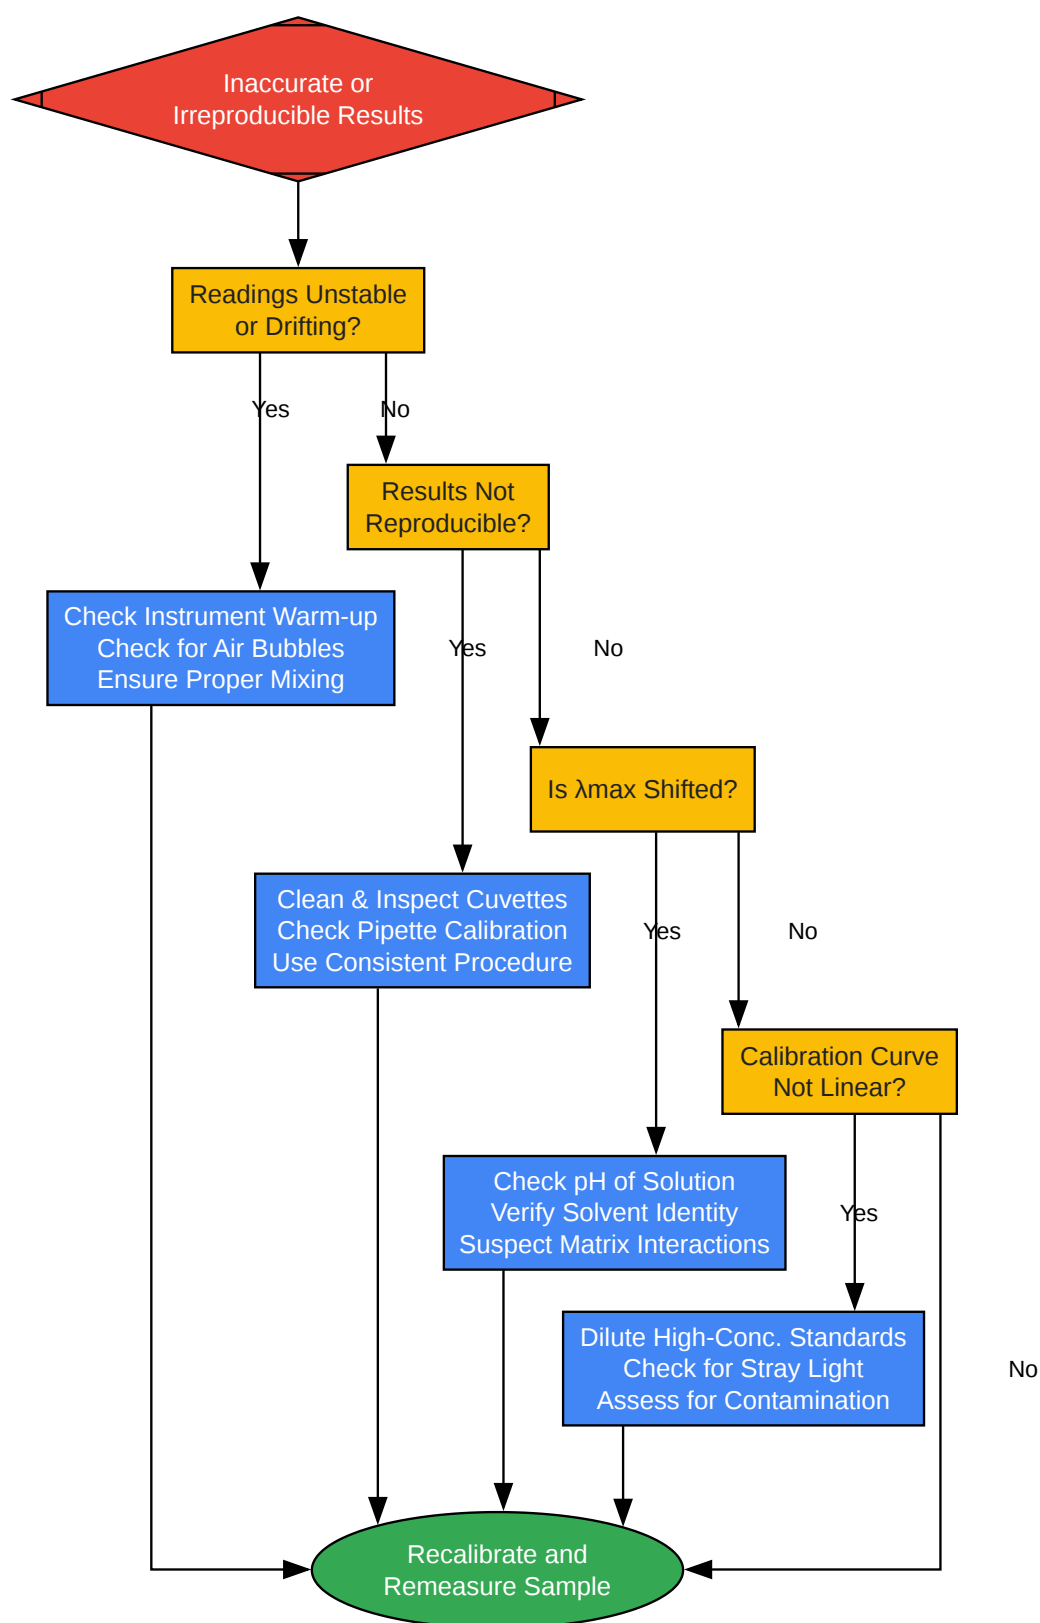 Inaccurate or
Irreproducible Results
Readings Unstable
or Drifting?
Yes
No
Results Not
Reproducible?
Check Instrument Warm-up
Check for Air Bubbles
Ensure Proper Mixing
Yes
No
Is λmax Shifted?
Clean & Inspect Cuvettes
Check Pipette Calibration
Use Consistent Procedure
Yes
No
Calibration Curve
Not Linear?
Check pH of Solution
Verify Solvent Identity
Suspect Matrix Interactions
Yes
Dilute High-Conc. Standards
Check for Stray Light
Assess for Contamination
No
Recalibrate and
Remeasure Sample